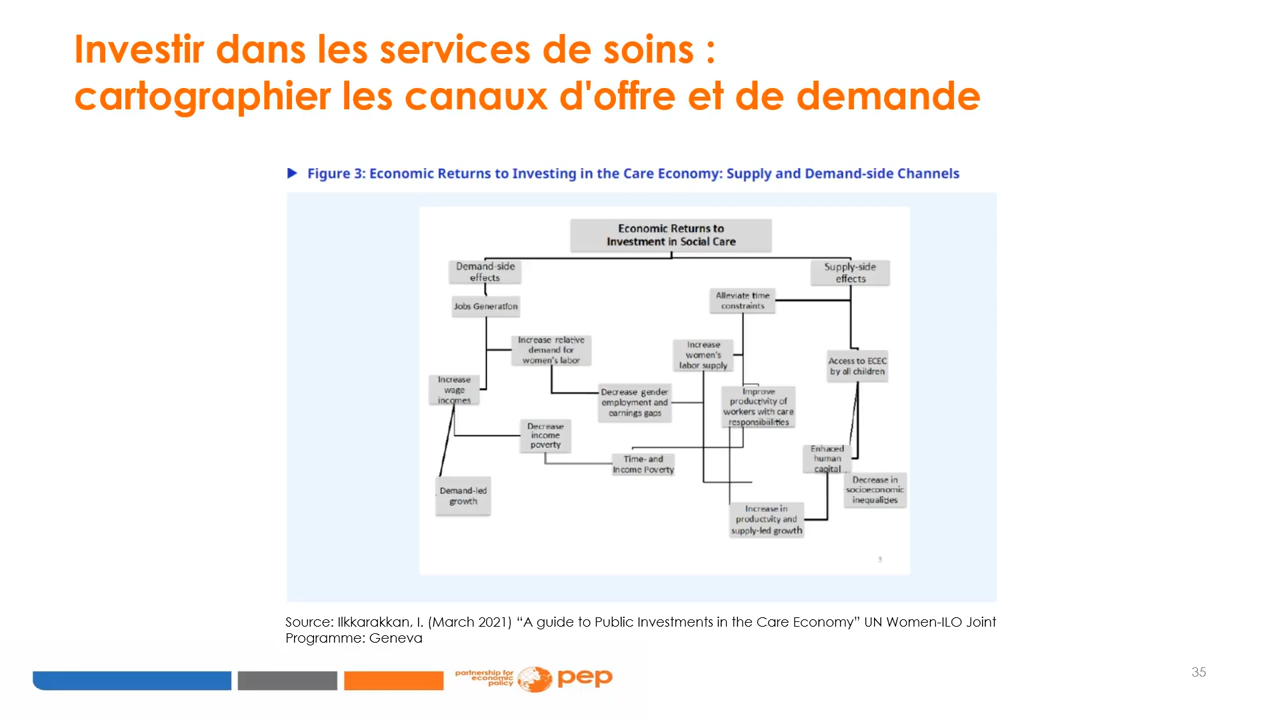 Investir dans les services de soins :
cartographier les canaux d'offre et de demande
Figure 3: Economic Returns to Investing in the Care Economy: Supply and Demand-side Channels
Economic Returns to
Investment in Social Care
Demand-side
effects
Supply-side
effects
Jobs Generation
Alleviate time
constraints
Increase relative
demand for
women's labor
Increase
women's
labor supply
Access to ECEC
by all children
Increase
wage
incomes
Decrease gender
employment and
earnings gaps
Improve
productivity of
workers with care
responsibilities
Decrease
income
poverty
Time- and
Income Poverty
Enhaced
human
capital
Demand-led
growth
Decrease in
socioeconomic
inequalities
Increase in
productvity and
supply-led growth
9
Source: Ilkkarakkan, I. (March 2021) “A guide to Public Investments in the Care Economy” UN Women-ILO Joint
Programme: Geneva
partnership for
economic
policy
pep
35